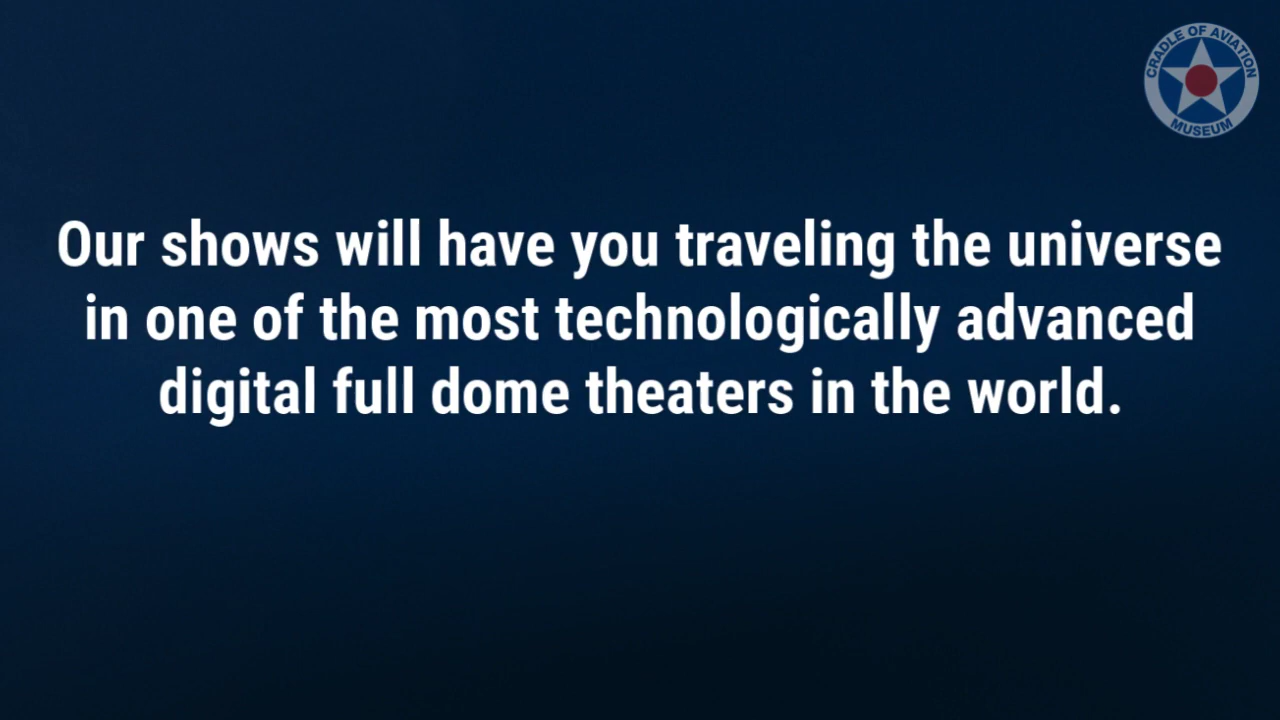 CRADLE OF AVIATION
MUSEUM
Our shows will have you traveling the universe
in one of the most technologically advanced
digital full dome theaters in the world.